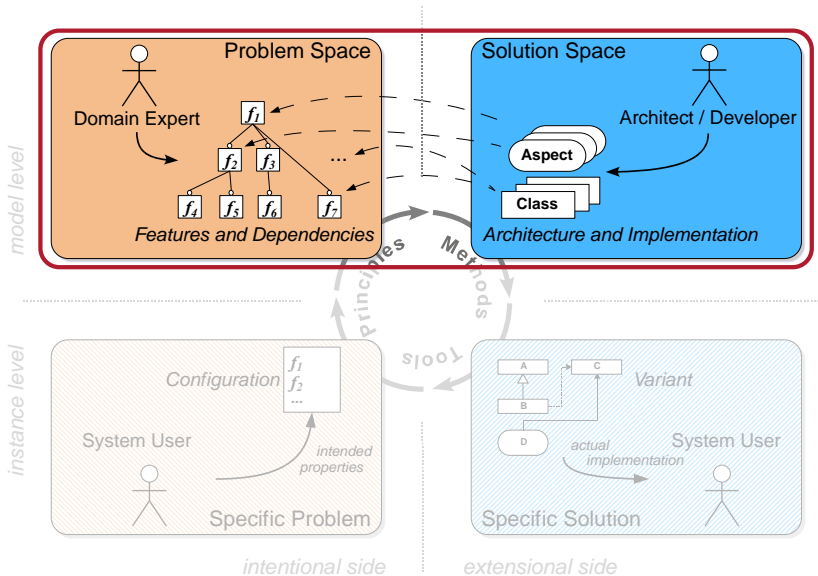 Problem Space
Solution Space
Domain Expert
Architect / Developer
f1
f2
f3
...
f4
f5
f6
f7
Aspect
Class
Features and Dependencies
Architecture and Implementation
model level
Principles
Methods
Tools
instance level
Configuration
f1
f2
...
A
C
B
D
Variant
System User
intended
properties
actual
implementation
System User
Specific Problem
Specific Solution
intentional side
extensional side